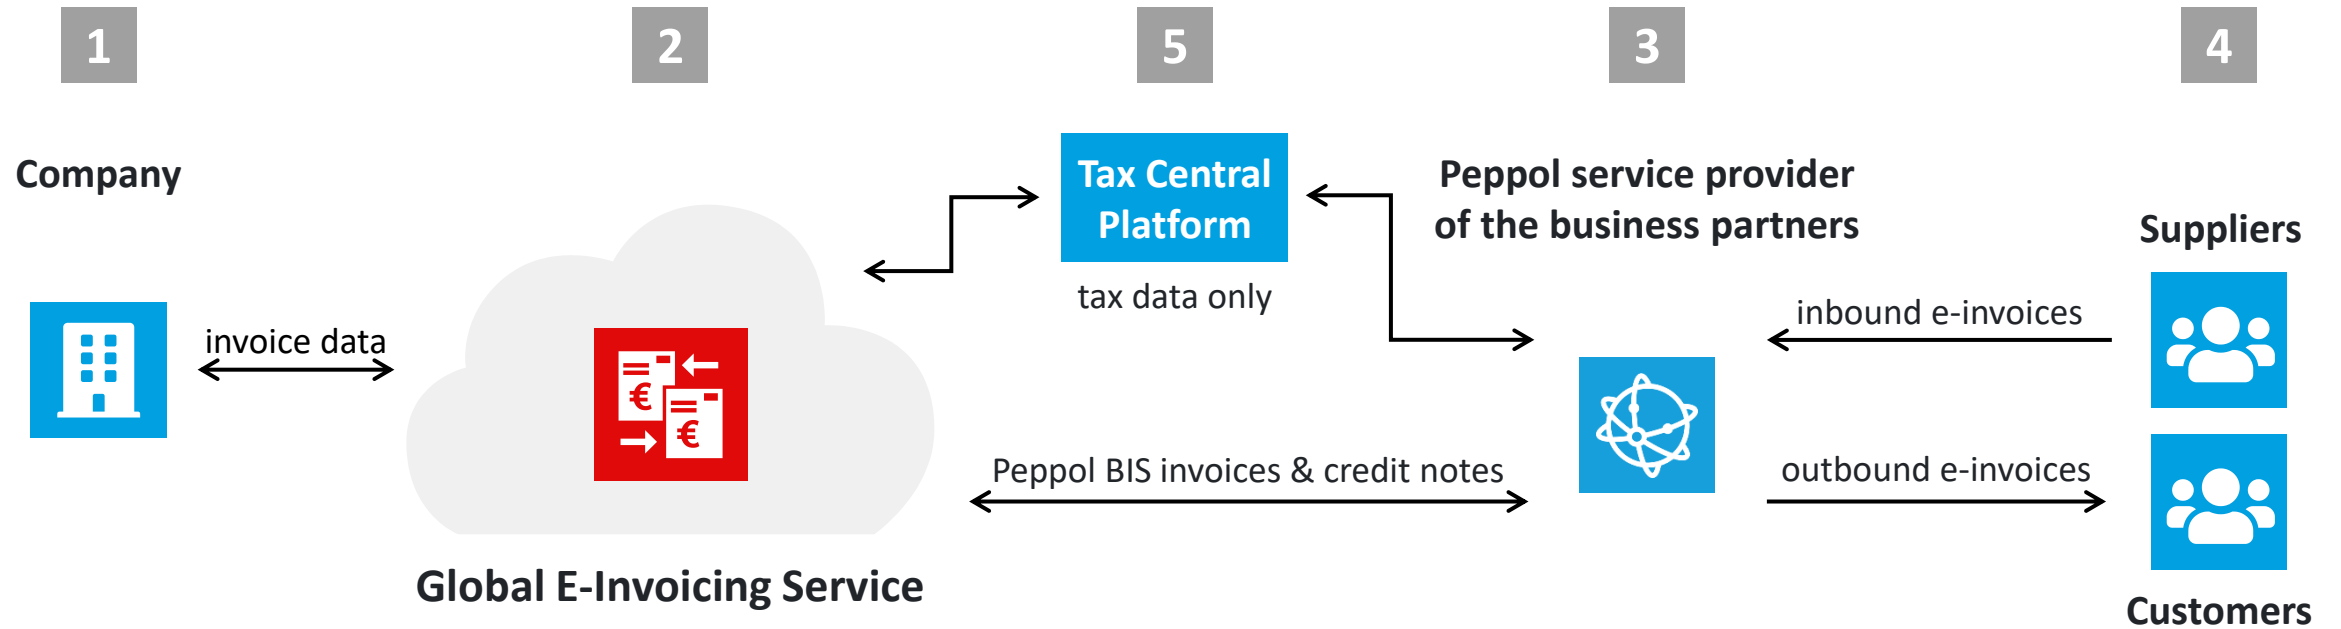 1
2
5
3
4
Company
Tax Central
Platform
tax data only
Peppol service provider
of the business partners
Suppliers
invoice data
€
€
inbound e-invoices
Peppol BIS invoices & credit notes
outbound e-invoices
Global E-Invoicing Service
Customers